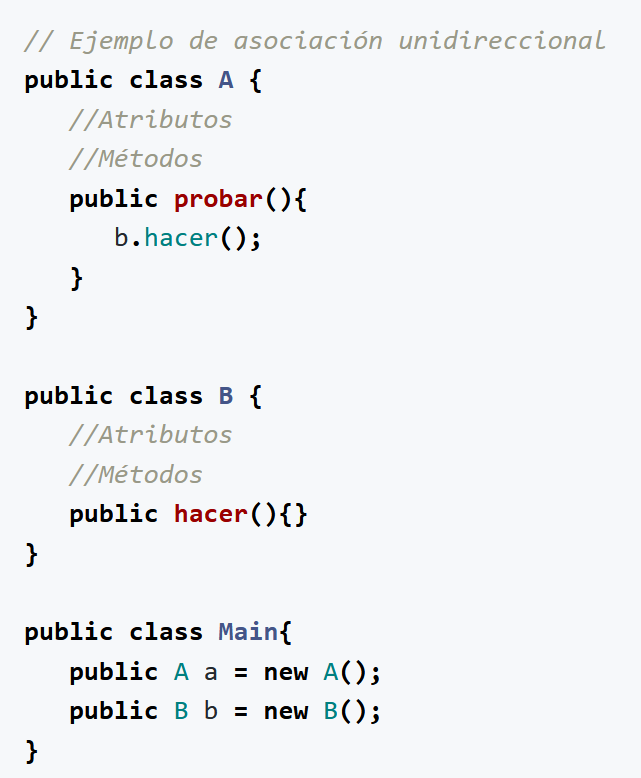 // Ejemplo de asociación unidireccional
public class A {
   //Atributos
   //Métodos
   public probar(){
      b.hacer();
   }
}

public class B {
   //Atributos
   //Métodos
   public hacer(){}
}

public class Main{
   public A a = new A();
   public B b = new B();
}